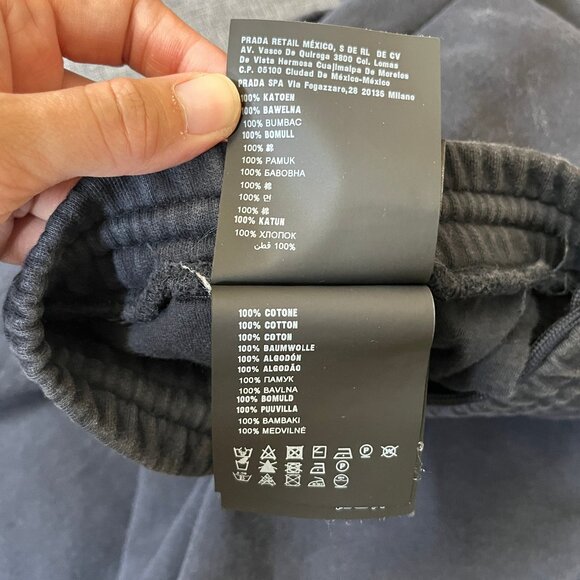 PRADA RETAIL MÉXICO, S DE RL DE CV
AV. Vasco De Quiroga 3800 Col. Lomas
De Vista Hermosa Cuajimalpa De Morelos
C.P. 05100 Ciudad De México-México
PRADA SPA Via Fogazzaro,28 20135 Milano
100% KATOEN
100% BAWELNA
100% BUMBAC
100% BOMULL
100% 綿
100% PAMUK
100% БАВОВНА
100% 棉
100% 면
100% 棉
100% KATUN
100% ХЛОПОК
100% قطن
100% COTONE
100% COTTON
100% COTON
100% BAUMWOLLE
100% ALGODÓN
100% ALGODÃO
100% ПАМУК
100% BAVLNA
100% BOMULD
100% PUUVILLA
100% BAMBAKI
100% MEDVILNĖ